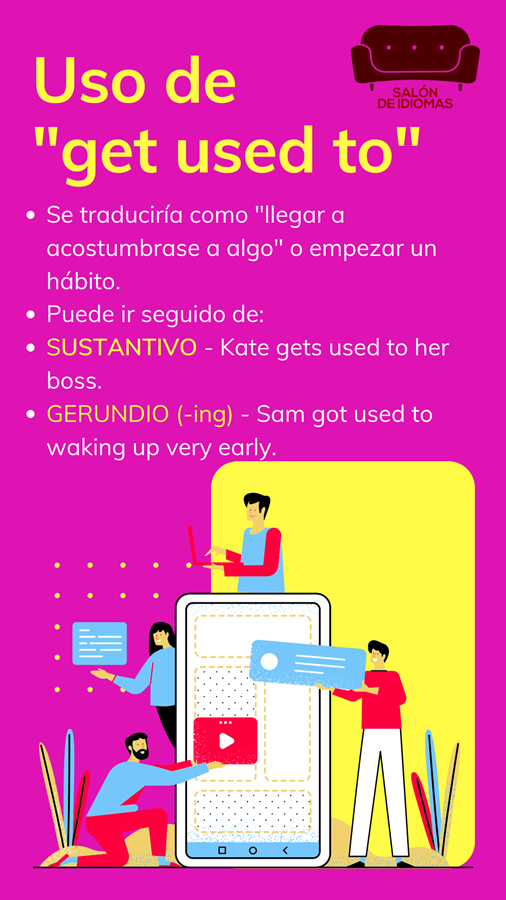 SALÓN
DE IDIOMAS
Uso de
"get used to"
Se traduciría como "llegar a
acostumbrase a algo" o empezar un
hábito.
Puede ir seguido de:
SUSTANTIVO - Kate gets used to her
boss.
GERUNDIO (-ing) - Sam got used to
waking up very early.